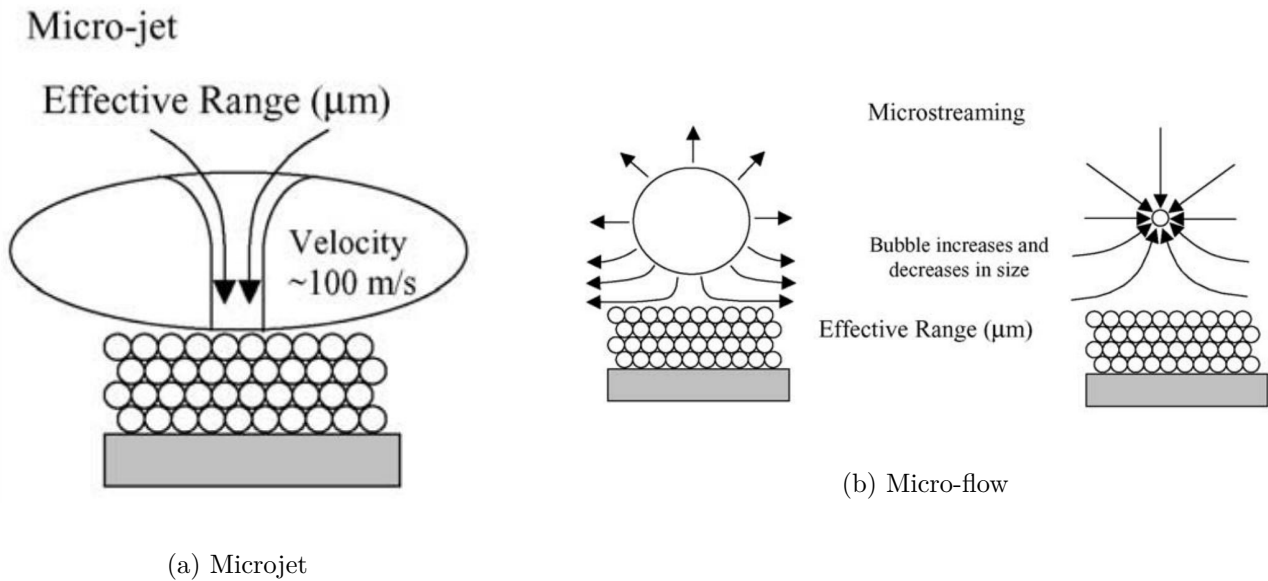 Micro-jet
Effective Range (μm)
Velocity
~100 m/s
(a) Microjet
Microstreaming
Bubble increases and
decreases in size
Effective Range (μm)
(b) Micro-flow